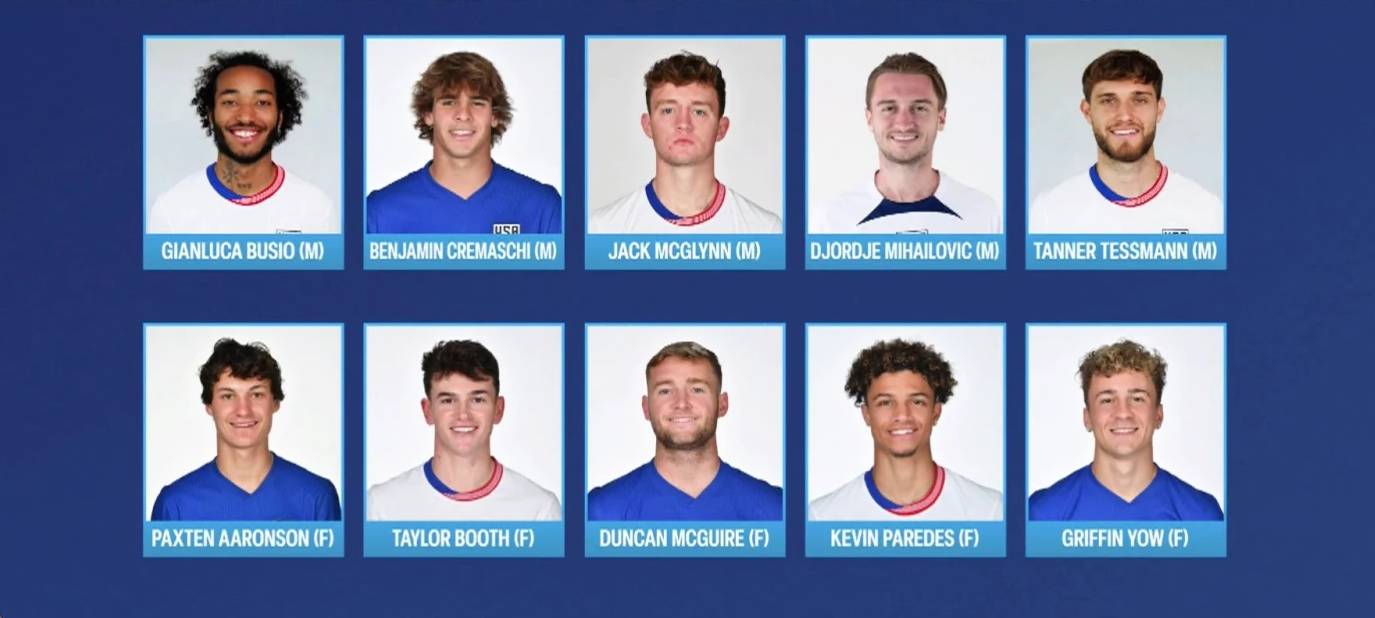 USA
GIANLUCA BUSIO (M)
BENJAMIN CREMASCHI (M)
JACK MCGLYNN (M)
DJORDJE MIHAILOVIC (M)
TANNER TESSMANN (M)
PAXTEN AARONSON (F)
TAYLOR BOOTH (F)
DUNCAN MCGUIRE (F)
KEVIN PAREDES (F)
GRIFFIN YOW (F)